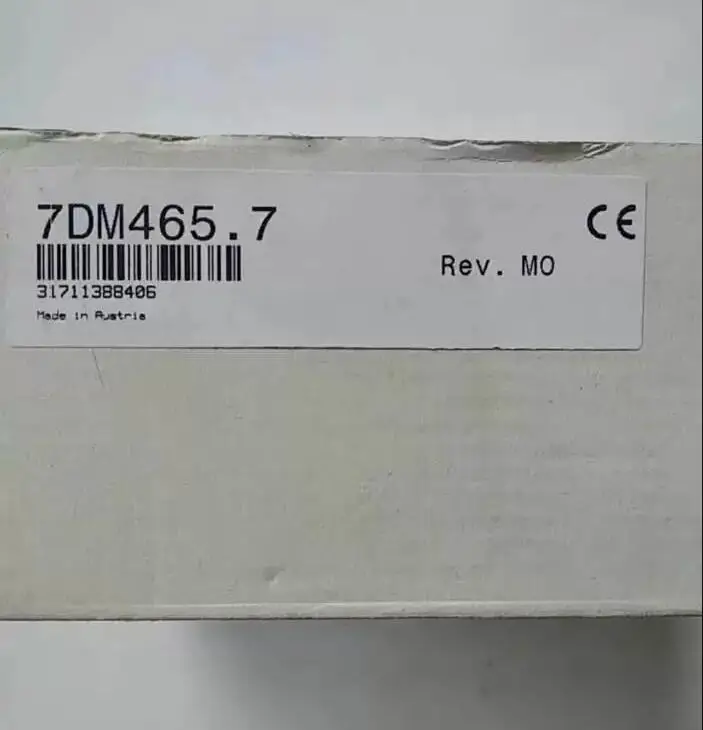 7DM465.7
CE
Rev. M0
31711388406
Made in Austria